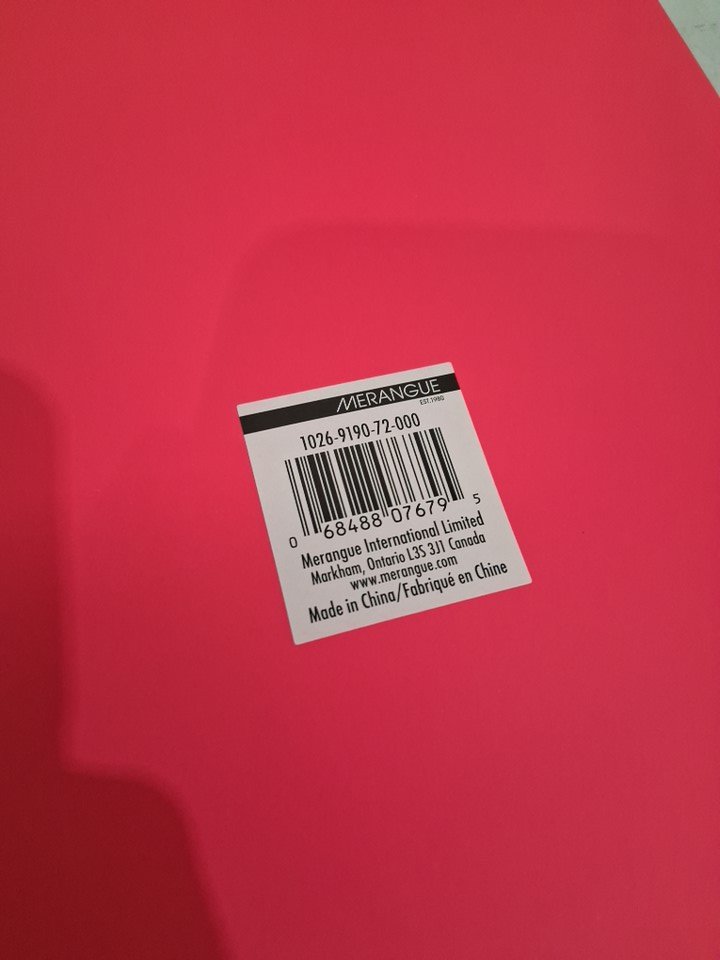 MERANGUE
EST.1980
1026-9190-72-000
0 68488 07679 5
Merangue International Limited
Markham, Ontario L3S 3J1 Canada
www.merangue.com
Made in China/Fabriqué en Chine